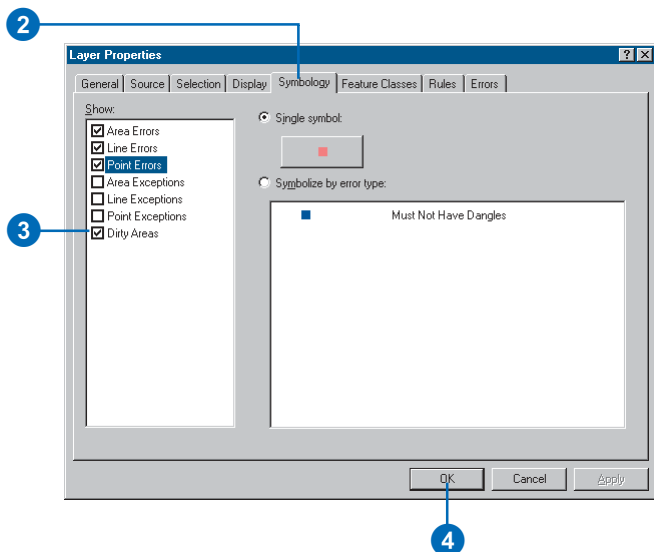 2
Layer Properties
General Source Selection Display Symbology Feature Classes Rules Errors
Show:
Area Errors
Line Errors
Point Errors
Area Exceptions
Line Exceptions
Point Exceptions
Dirty Areas
3
Single symbol:
Symbolize by error type:
Must Not Have Dangles
OK Cancel Apply
4